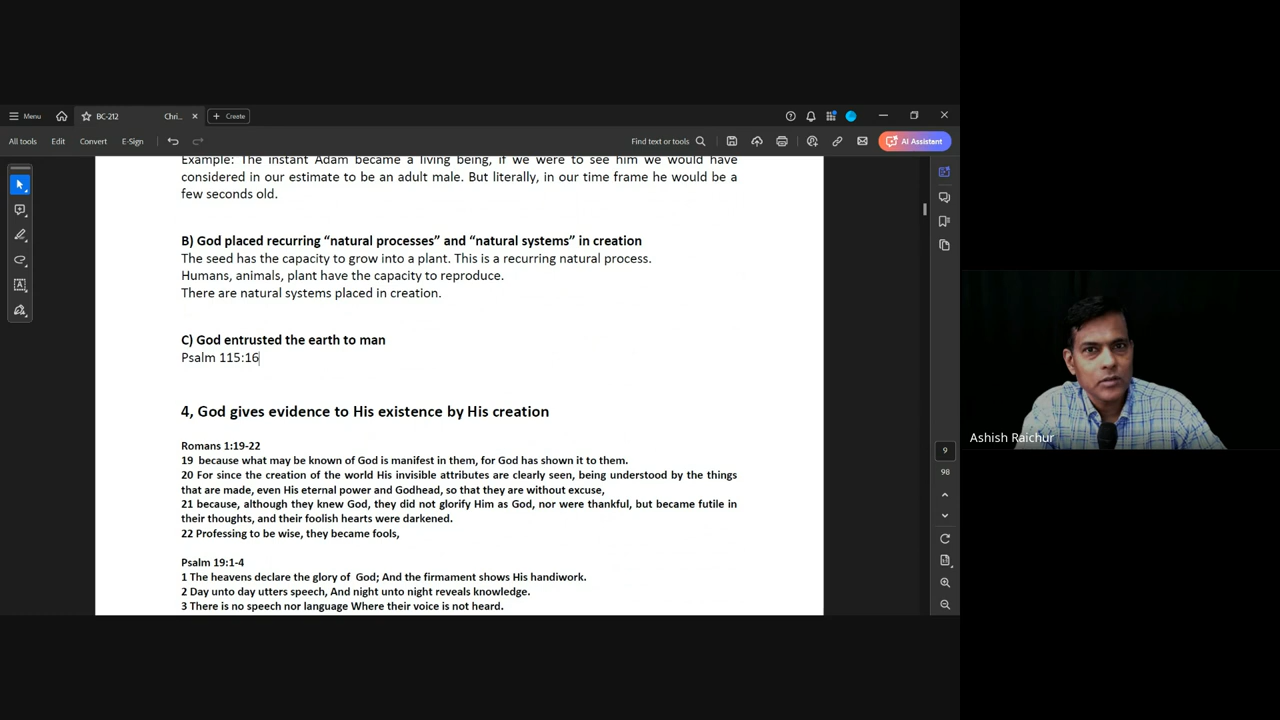 Menu
BC-212 Chri...
Create
All tools
Edit
Convert
E-Sign
Find text or tools
AI Assistant
Example: The instant Adam became a living being, if we were to see him we would have
considered in our estimate to be an adult male. But literally, in our time frame he would be a
few seconds old.
B) God placed recurring “natural processes” and “natural systems” in creation
The seed has the capacity to grow into a plant. This is a recurring natural process.
Humans, animals, plant have the capacity to reproduce.
There are natural systems placed in creation.
C) God entrusted the earth to man
Psalm 115:16
4, God gives evidence to His existence by His creation
Romans 1:19-22
19 because what may be known of God is manifest in them, for God has shown it to them.
20 For since the creation of the world His invisible attributes are clearly seen, being understood by the things
that are made, even His eternal power and Godhead, so that they are without excuse,
21 because, although they knew God, they did not glorify Him as God, nor were thankful, but became futile in
their thoughts, and their foolish hearts were darkened.
22 Professing to be wise, they became fools,
Psalm 19:1-4
1 The heavens declare the glory of God; And the firmament shows His handiwork.
2 Day unto day utters speech, And night unto night reveals knowledge.
3 There is no speech nor language Where their voice is not heard.
9
98
Ashish Raichur